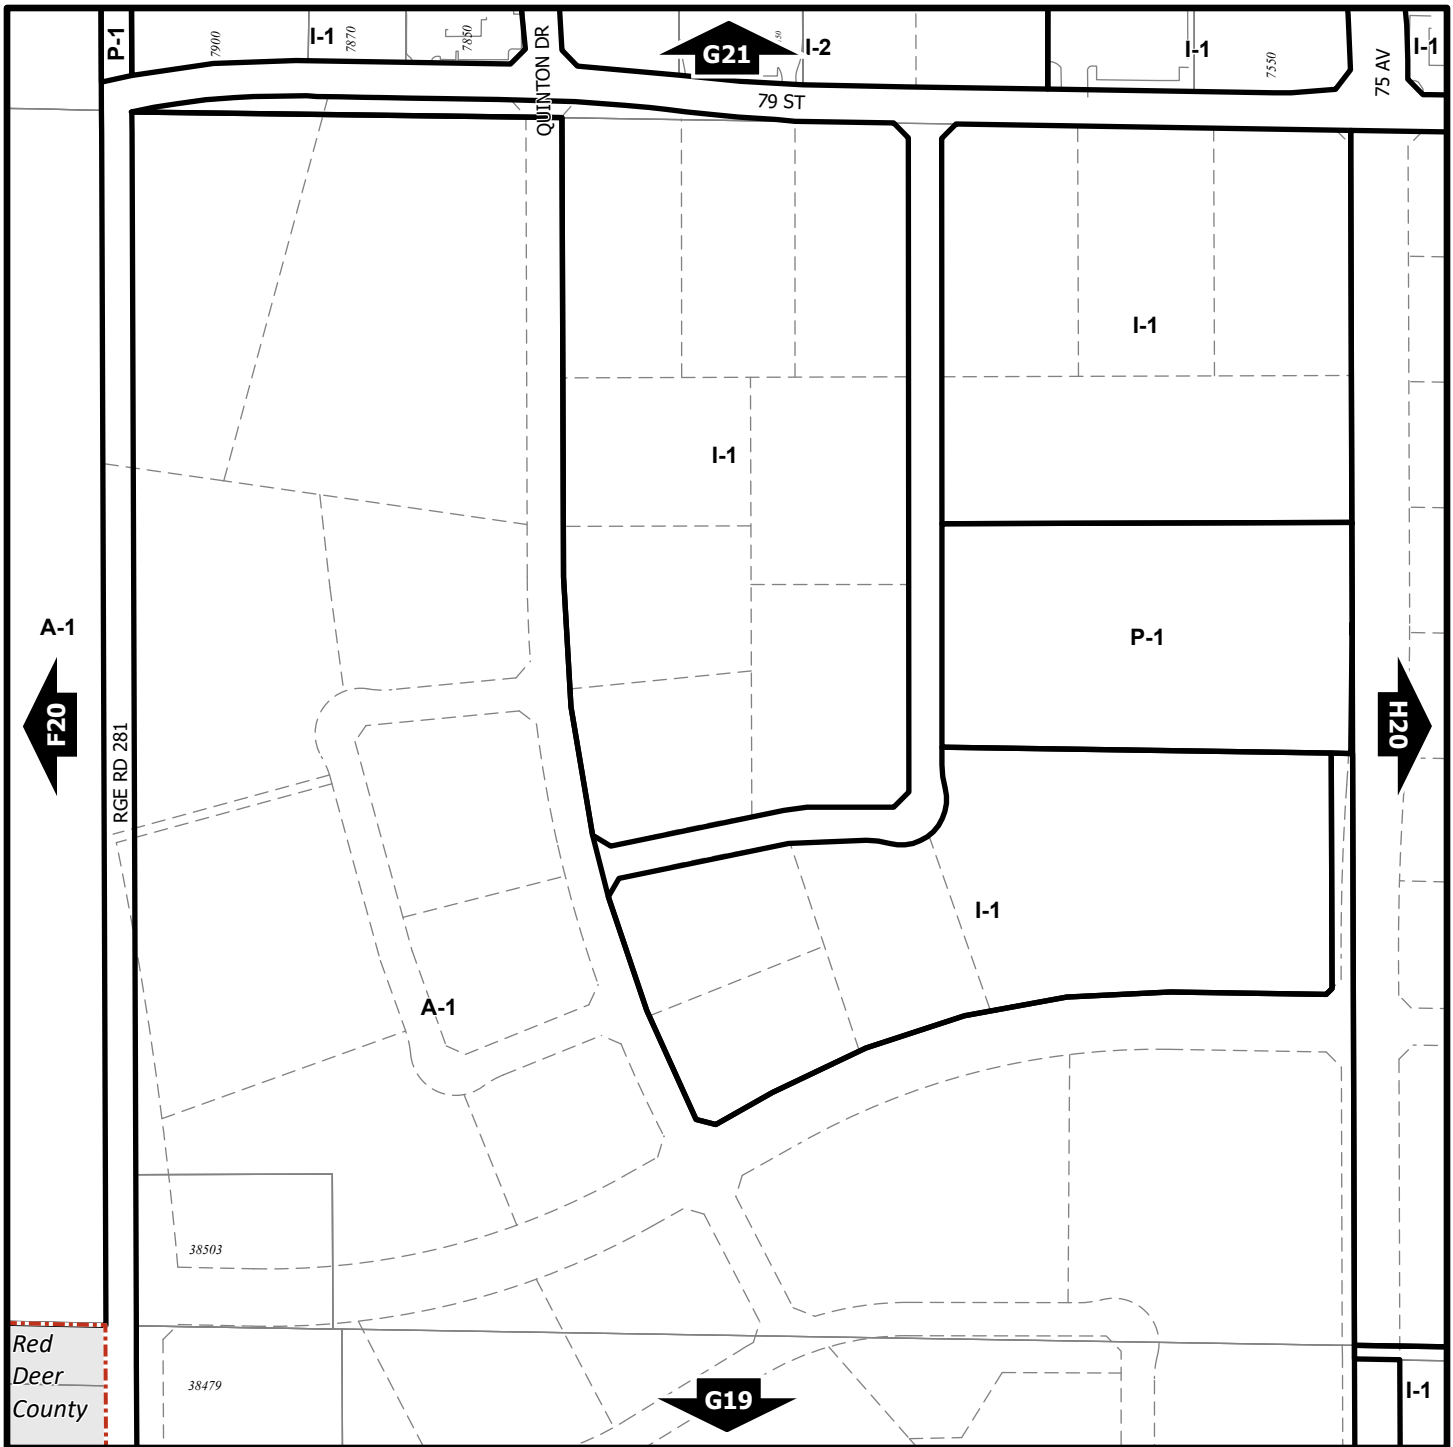 P-1
7900
I-1
7870
7850
QUINTON DR
G21
I-2
I-1
7550
75 AV
I-1
79 ST
I-1
I-1
A-1
P-1
F20
RGE RD 281
H20
I-1
A-1
38503
Red
Deer
County
38479
G19
I-1